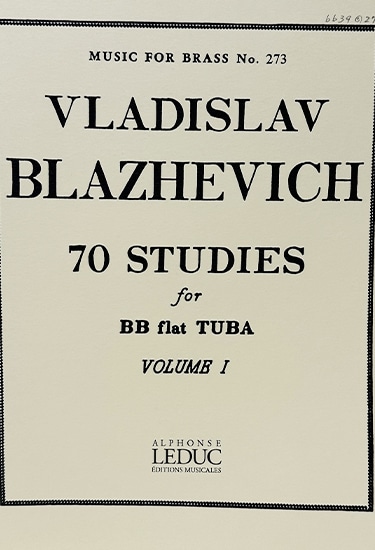 MUSIC FOR BRASS No. 273
VLADISLAV
BLAZHEVICH
70 STUDIES
for
BB flat TUBA
VOLUME I
ALPHONSE
LEDUC
ÉDITIONS MUSICALES